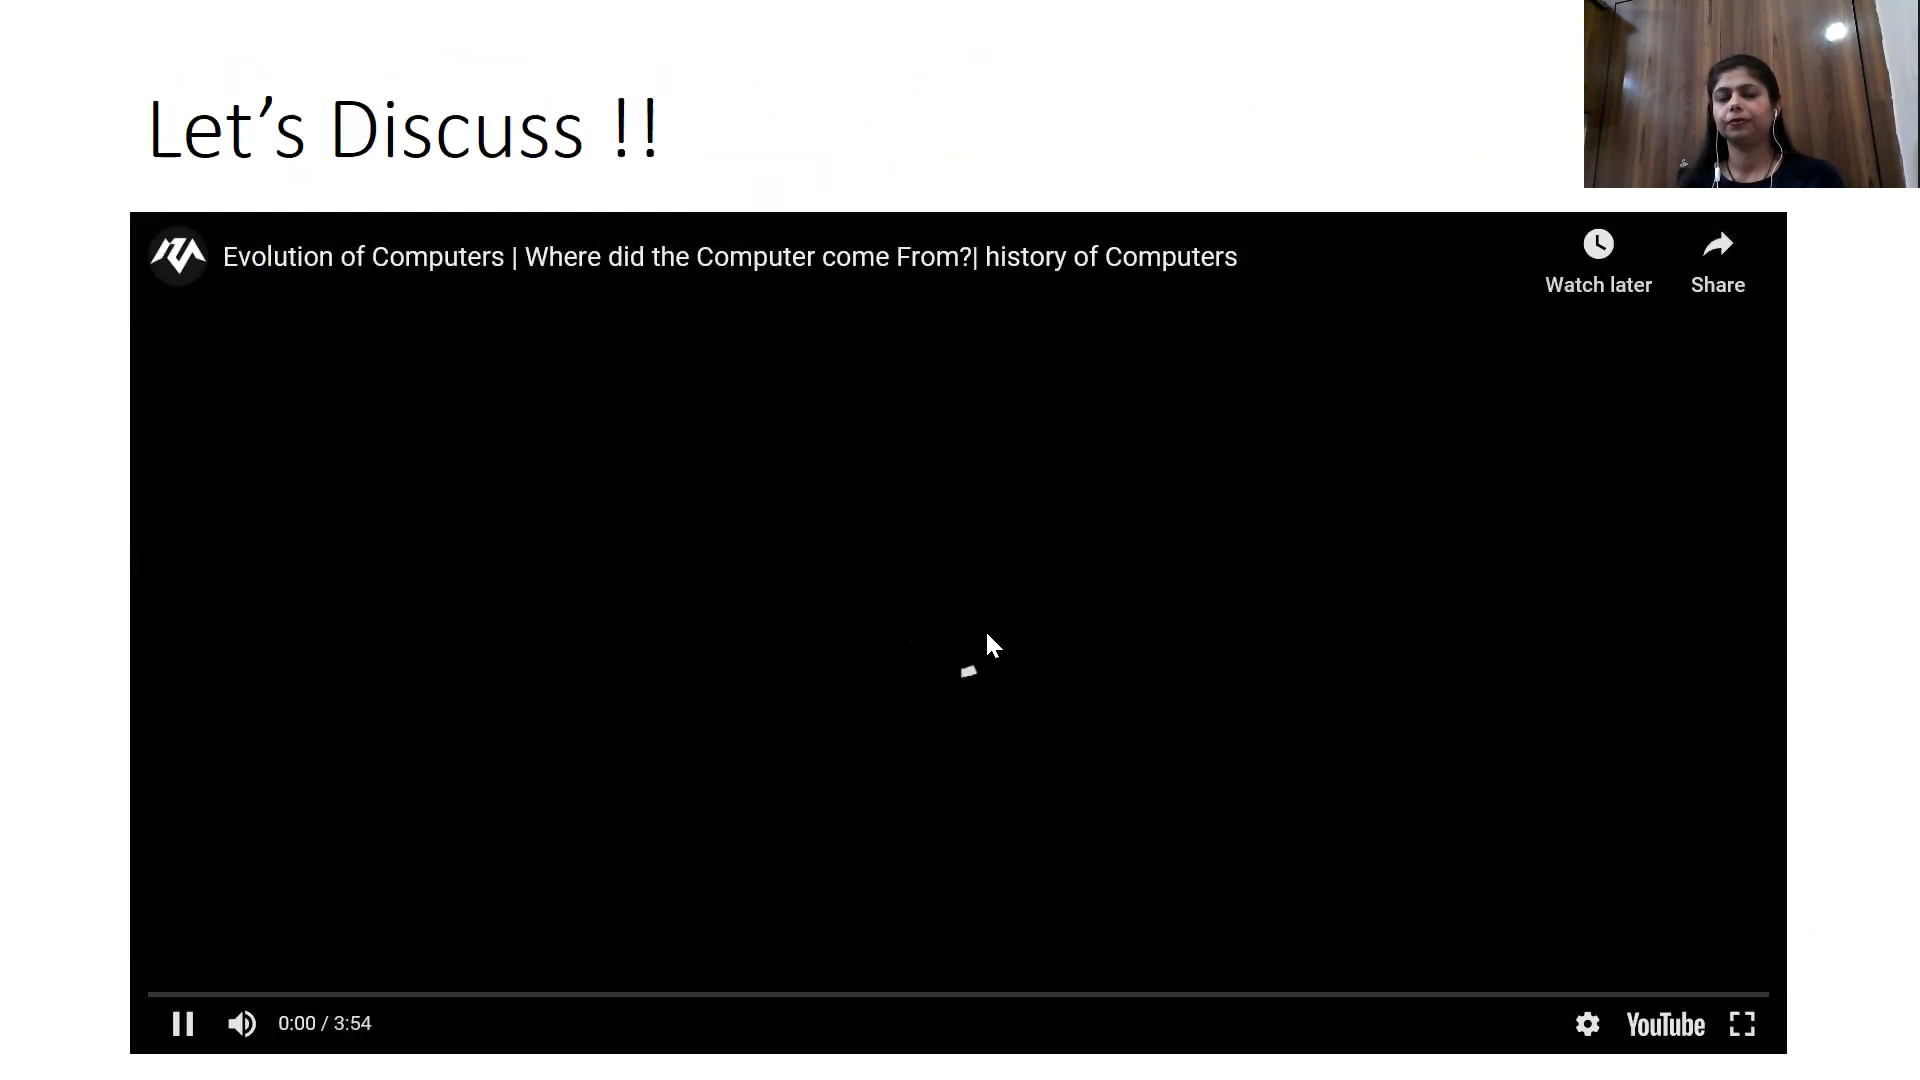 Let's Discuss !!
Evolution of Computers | Where did the Computer come From?| history of Computers
Watch later
Share
0:00 / 3:54
YouTube